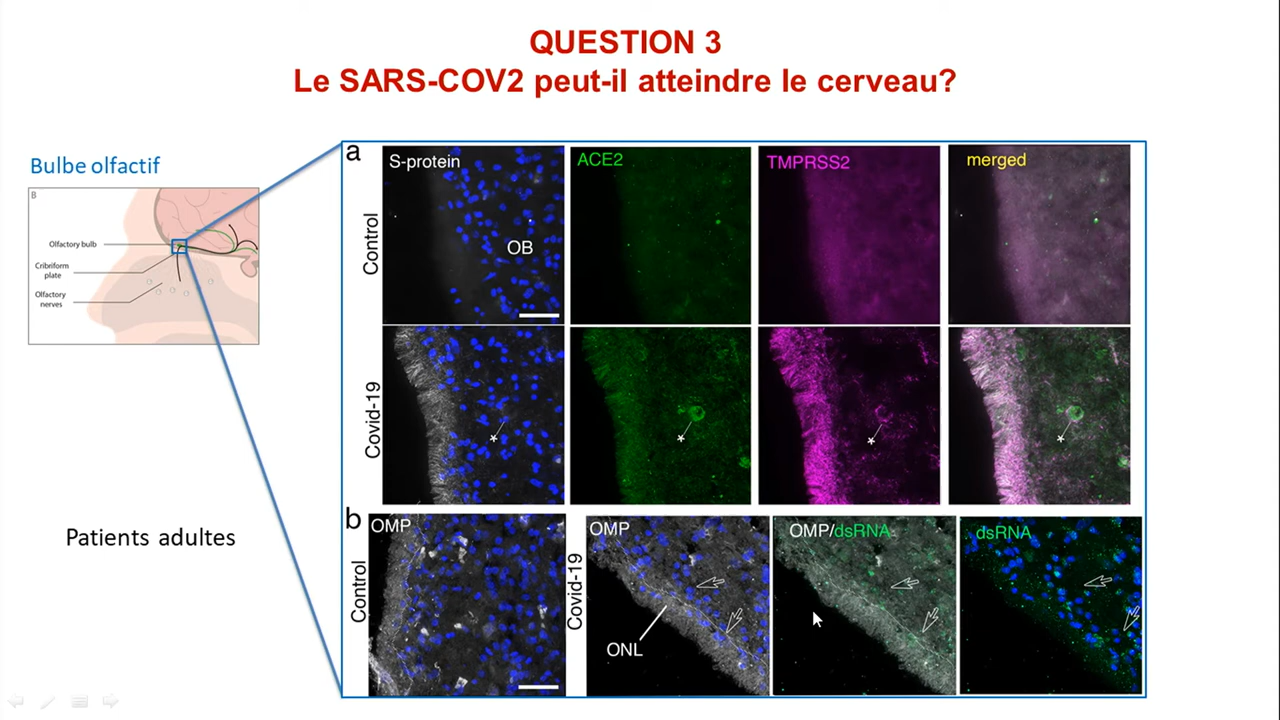 QUESTION 3
Le SARS-COV2 peut-il atteindre le cerveau?
Bulbe olfactif
B
Olfactory bulb
Cribriform
plate
Olfactory
nerves
Patients adultes
a
S-protein
ACE2
TMPRSS2
merged
Control
OB
Covid-19
*
*
*
*
b
OMP
OMP
OMP/dsRNA
dsRNA
Control
Covid-19
ONL